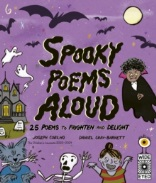 SPOOKY
POEMS
ALOUD
25 POEMS TO FRIGHTEN AND DELIGHT
JOSEPH COELHO
DANIEL GRAY-BARNETT